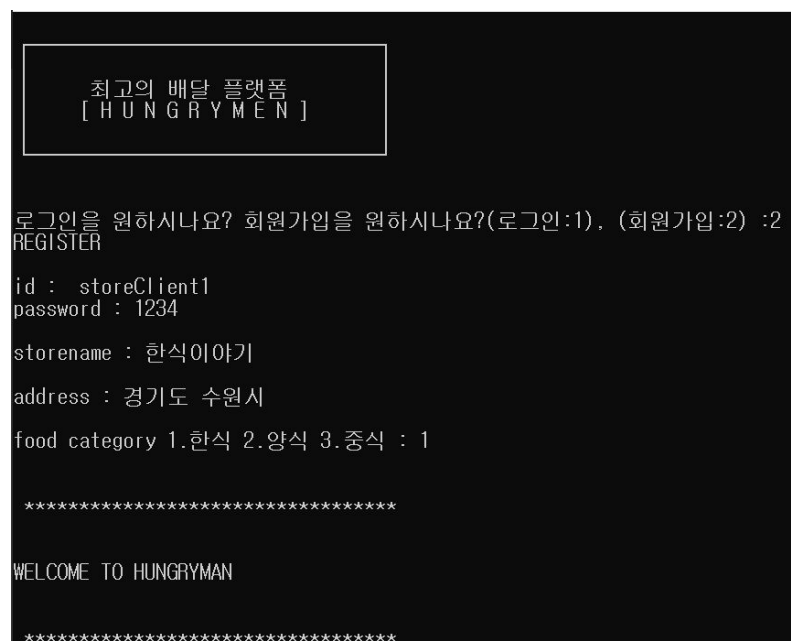 최고의 배달 플랫폼
[ H U N G R Y M E N ]
로그인을 원하시나요? 회원가입을 원하시나요?(로그인:1), (회원가입:2) :2
REGISTER
id :  storeClient1
password : 1234
storename : 한식이야기
address : 경기도 수원시
food category 1.한식 2.양식 3.중식 : 1
**********************************
WELCOME TO HUNGRYMAN
**********************************